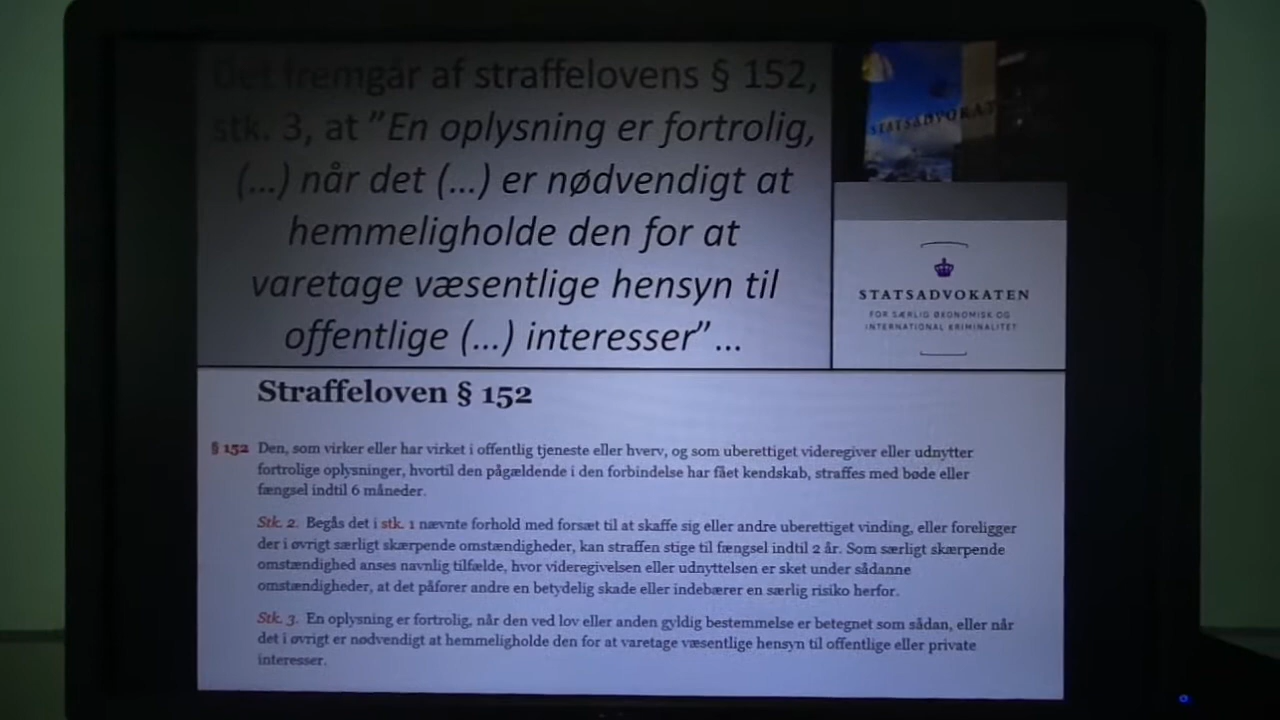 Det fremgår af straffelovens § 152,
stk. 3, at ”En oplysning er fortrolig,
(...) når det (...) er nødvendigt at
hemmeligholde den for at
varetage væsentlige hensyn til
offentlige (...) interesser”...
STATSADVOKAT
STATSADVOKATEN
FOR SÆRLIG ØKONOMISK OG
INTERNATIONAL KRIMINALITET
Straffeloven § 152
§ 152 Den, som virker eller har virket i offentlig tjeneste eller hverv, og som uberettiget videregiver eller udnytter
fortrolige oplysninger, hvortil den pågældende i den forbindelse har fået kendskab, straffes med bøde eller
fængsel indtil 6 måneder.
Stk. 2. Begås det i stk. 1 nævnte forhold med forsæt til at skaffe sig eller andre uberettiget vinding, eller foreligger
der i øvrigt særligt skærpende omstændigheder, kan straffen stige til fængsel indtil 2 år. Som særligt skærpende
omstændighed anses navnlig tilfælde, hvor videregivelsen eller udnyttelsen er sket under sådanne
omstændigheder, at det påfører andre en betydelig skade eller indebærer en særlig risiko herfor.
Stk. 3. En oplysning er fortrolig, når den ved lov eller anden gyldig bestemmelse er betegnet som sådan, eller når
det i øvrigt er nødvendigt at hemmeligholde den for at varetage væsentlige hensyn til offentlige eller private
interesser.